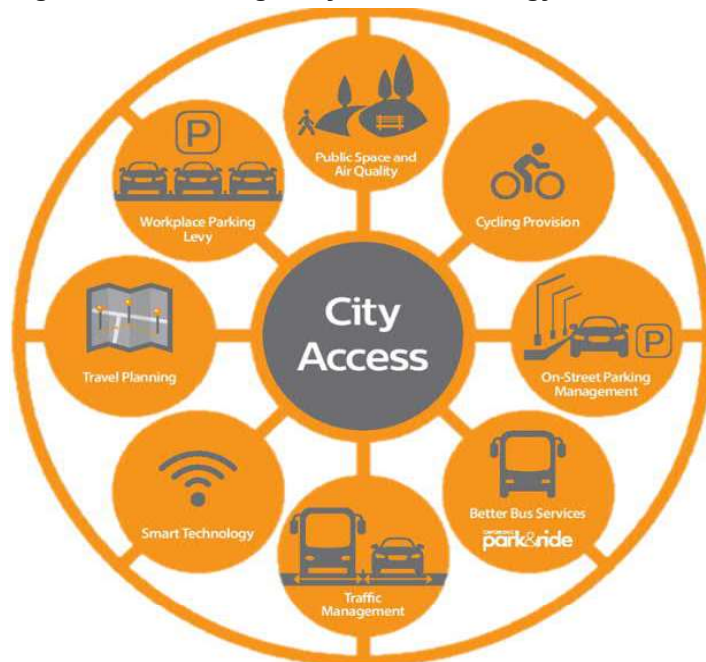 Public Space and
Air Quality
P
Workplace Parking
Levy
Cycling Provision
City
Access
Travel Planning
P
On-Street Parking
Management
Smart Technology
Better Bus Services
park&ride
Traffic
Management